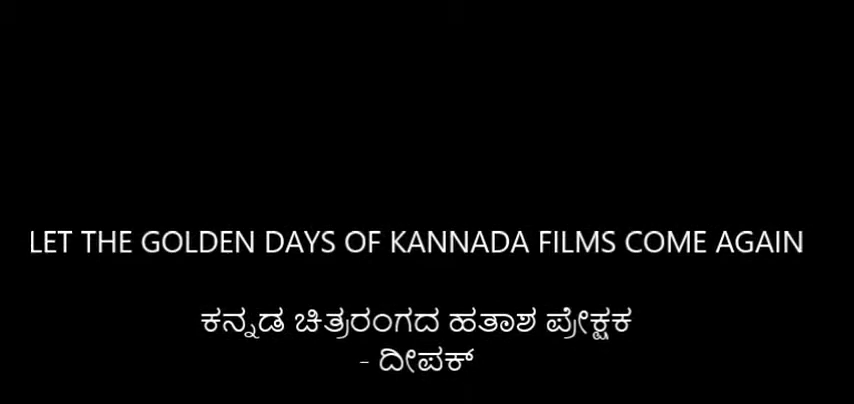 LET THE GOLDEN DAYS OF KANNADA FILMS COME AGAIN
ಕನ್ನಡ ಚಿತ್ರರಂಗದ ಹತಾಶ ಪ್ರೇಕ್ಷಕ
- ದೀಪಕ್